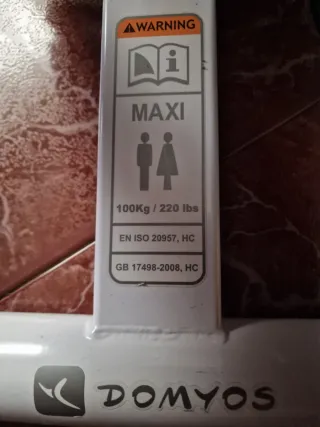 WARNING
MAXI
100Kg / 220 lbs
EN ISO 20957, HC
GB 17498-2008, HC
DOMYOS